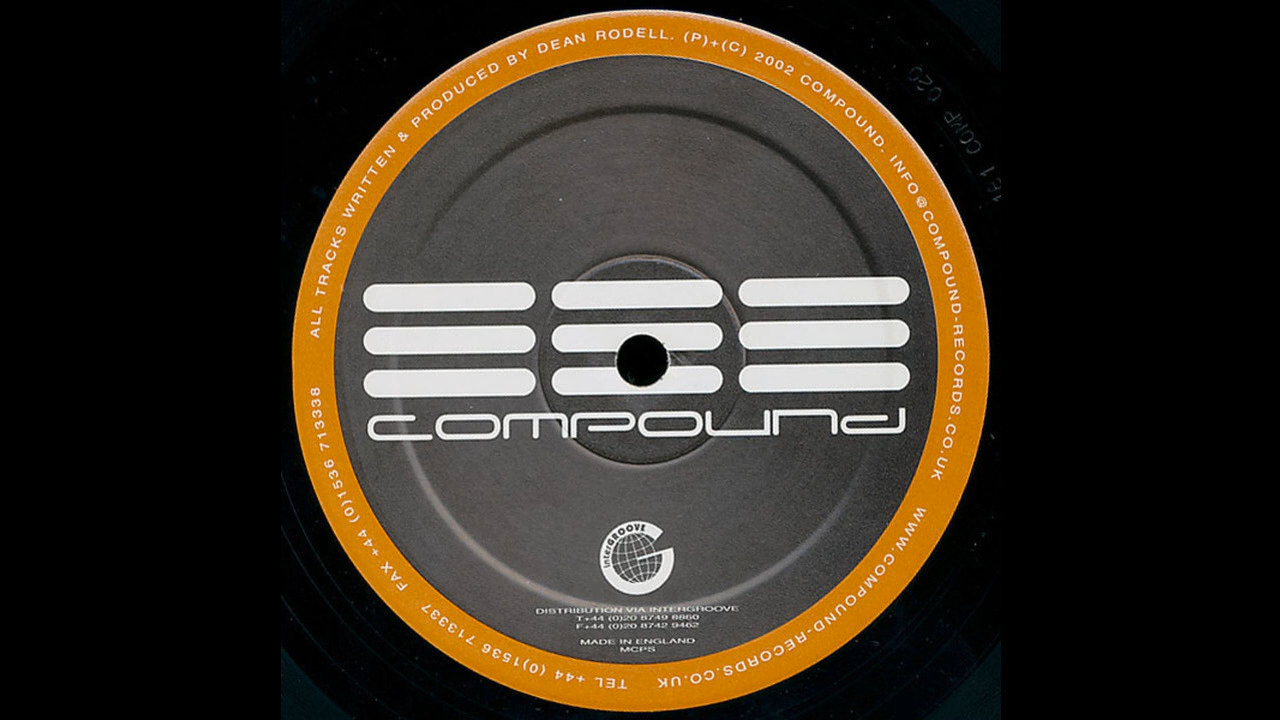 ALL TRACKS WRITTEN & PRODUCED BY DEAN RODELL. (P)+(C) 2002 COMPOUND. INFO@COMPOUND-RECORDS.CO.UK
WWW.COMPOUND-RECORDS.CO.UK
TEL +44 (0)1536 713337
FAX +44 (0)1536 713338
COMP 020
compound
interGROOVE
DISTRIBUTION VIA INTERGROOVE
T+44 (0)20 8749 8860
F+44 (0)20 8742 9462
MADE IN ENGLAND
MCPS